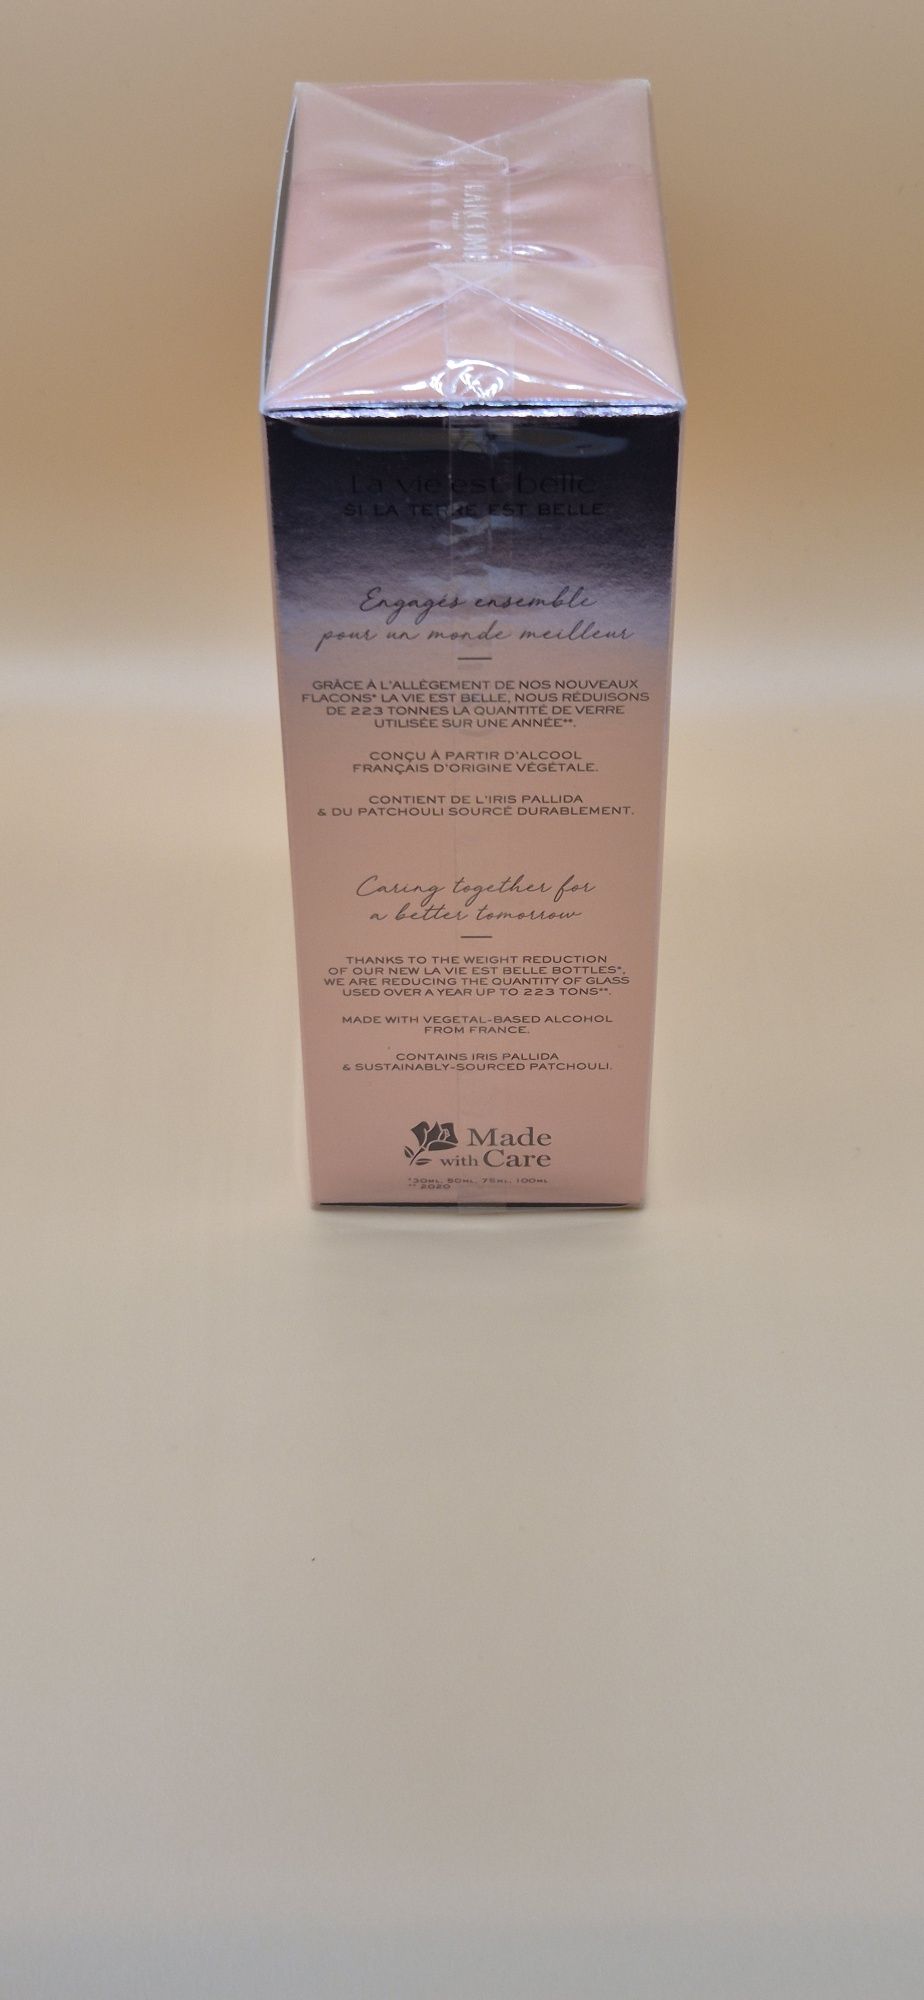 LANCÔME
La vie est belle
SI LA TERRE EST BELLE
Engagés ensemble
pour un monde meilleur
GRÂCE À L'ALLÈGEMENT DE NOS NOUVEAUX
FLACONS* LA VIE EST BELLE, NOUS RÉDUISONS
DE 223 TONNES LA QUANTITÉ DE VERRE
UTILISÉE SUR UNE ANNÉE**.
CONÇU À PARTIR D'ALCOOL
FRANÇAIS D'ORIGINE VÉGÉTALE.
CONTIENT DE L'IRIS PALLIDA
& DU PATCHOULI SOURCÉ DURABLEMENT.
Caring together for
a better tomorrow
THANKS TO THE WEIGHT REDUCTION
OF OUR NEW LA VIE EST BELLE BOTTLES*,
WE ARE REDUCING THE QUANTITY OF GLASS
USED OVER A YEAR UP TO 223 TONS**.
MADE WITH VEGETAL-BASED ALCOHOL
FROM FRANCE.
CONTAINS IRIS PALLIDA
& SUSTAINABLY-SOURCED PATCHOULI.
Made
with Care
*30ML, 50ML, 75ML, 100ML
** 2020